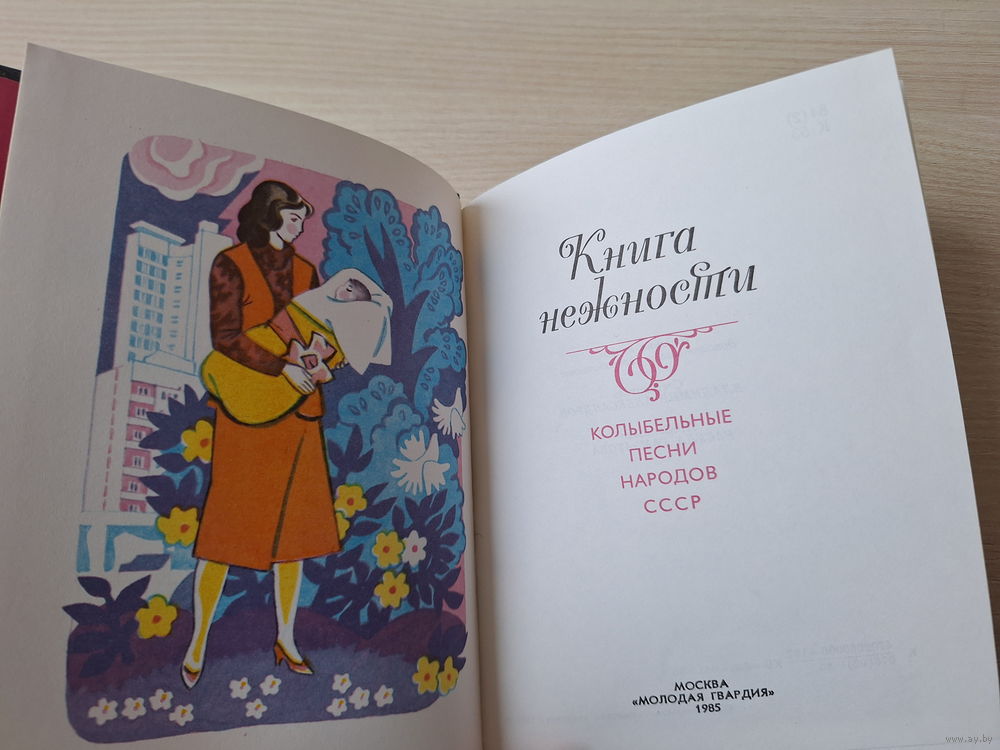 Книга
нежности
КОЛЫБЕЛЬНЫЕ
ПЕСНИ
НАРОДОВ
СССР
МОСКВА
«МОЛОДАЯ ГВАРДИЯ»
1985
www.ay.by